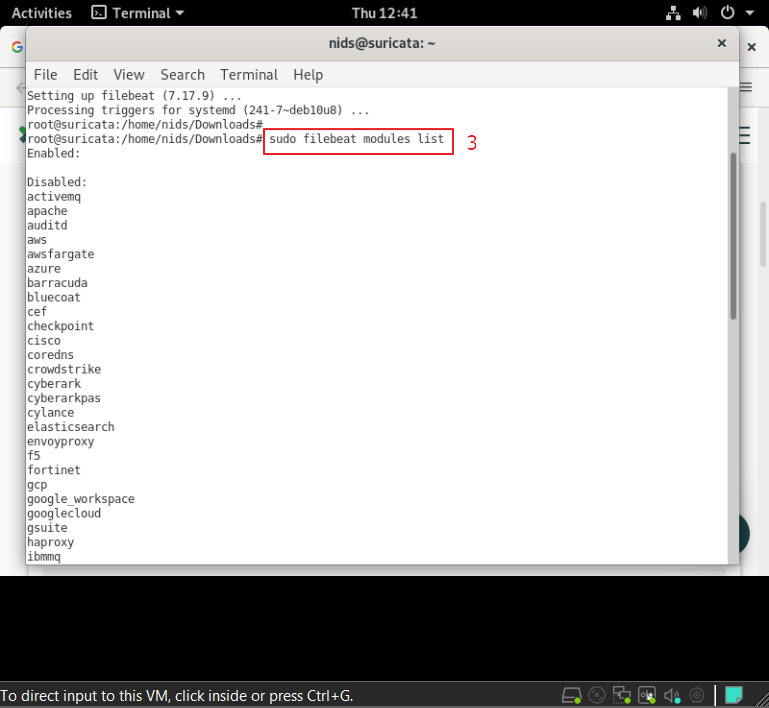 Activities Terminal Thu 12:41
nids@suricata: ~
File Edit View Search Terminal Help
Setting up filebeat (7.17.9) ...
Processing triggers for systemd (241-7~deb10u8) ...
root@suricata:/home/nids/Downloads#
root@suricata:/home/nids/Downloads# sudo filebeat modules list 3
Enabled:
Disabled:
activemq
apache
auditd
aws
awsfargate
azure
barracuda
bluecoat
cef
checkpoint
cisco
coredns
crowdstrike
cyberark
cyberarkpas
cylance
elasticsearch
envoyproxy
f5
fortinet
gcp
google_workspace
googlecloud
gsuite
haproxy
ibmmq
To direct input to this VM, click inside or press Ctrl+G.